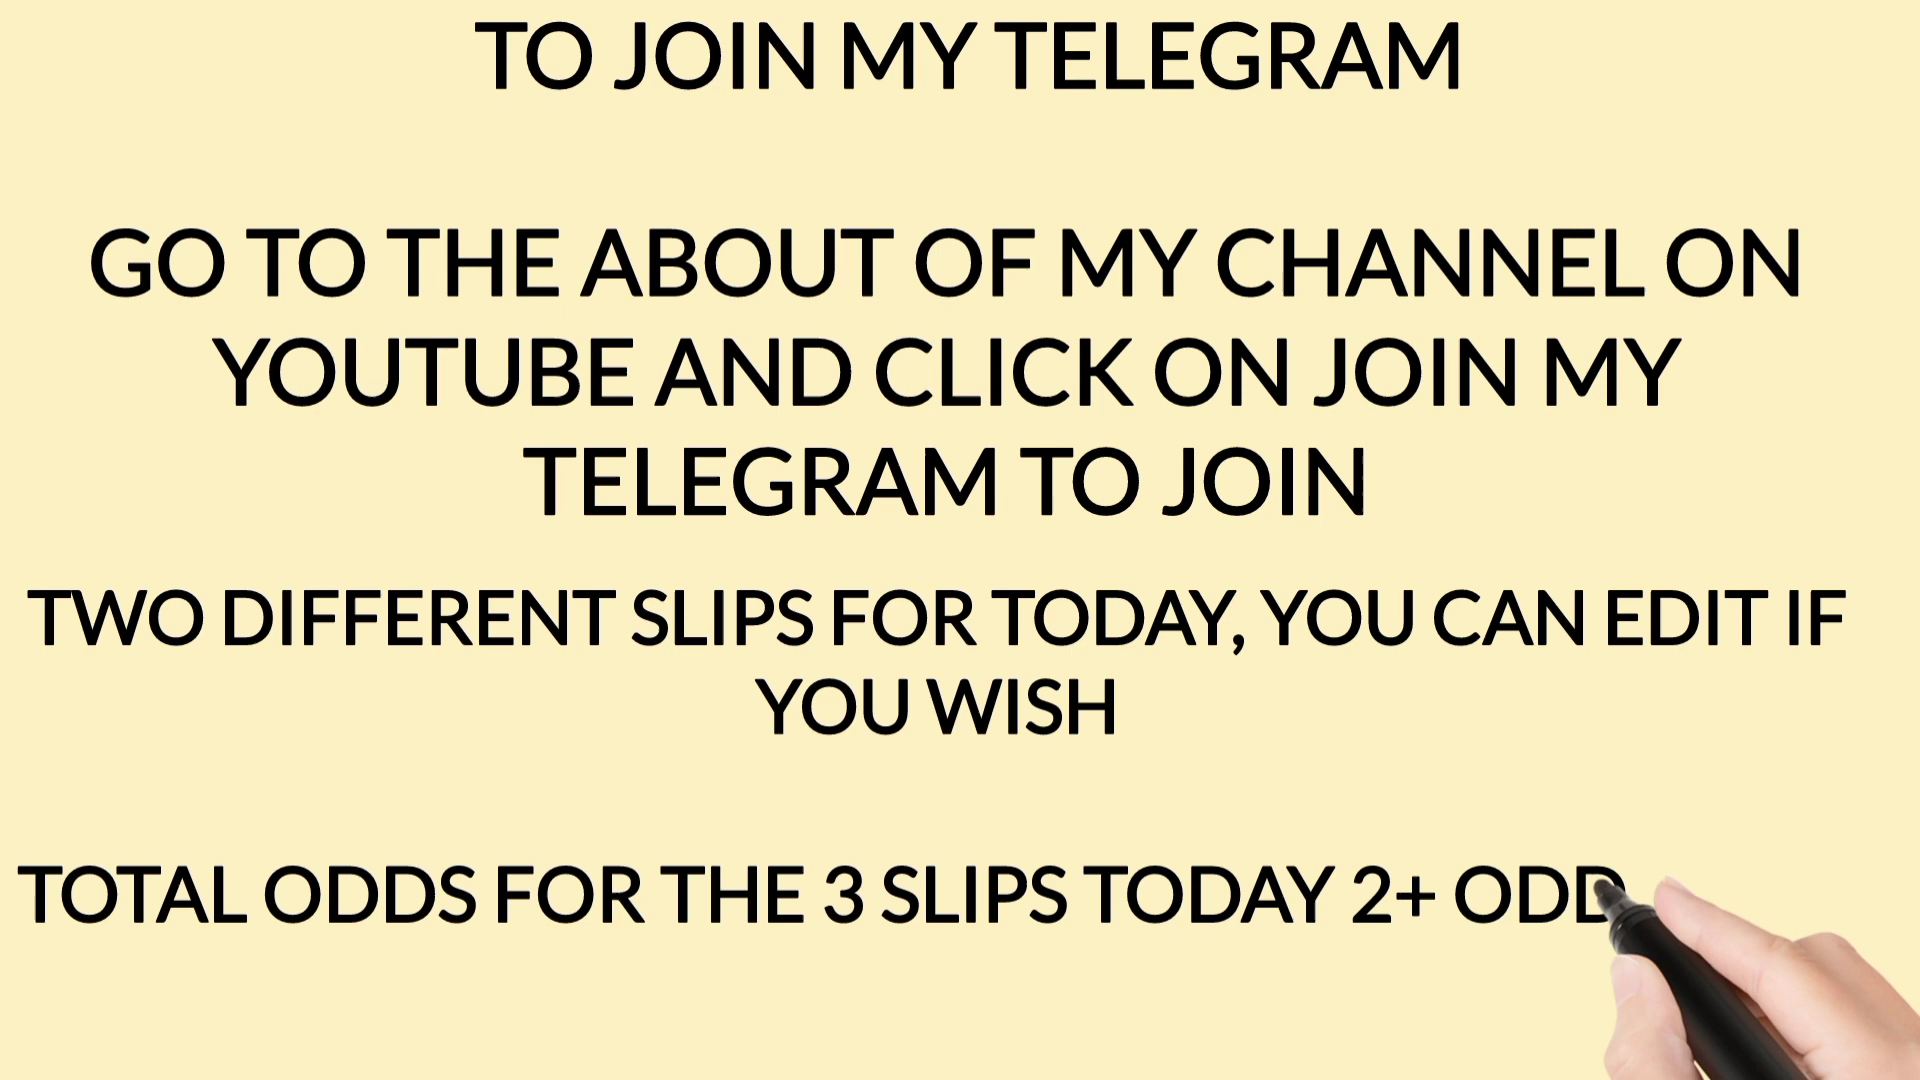 TO JOIN MY TELEGRAM
GO TO THE ABOUT OF MY CHANNEL ON
YOUTUBE AND CLICK ON JOIN MY
TELEGRAM TO JOIN
TWO DIFFERENT SLIPS FOR TODAY, YOU CAN EDIT IF
YOU WISH
TOTAL ODDS FOR THE 3 SLIPS TODAY 2+ ODD